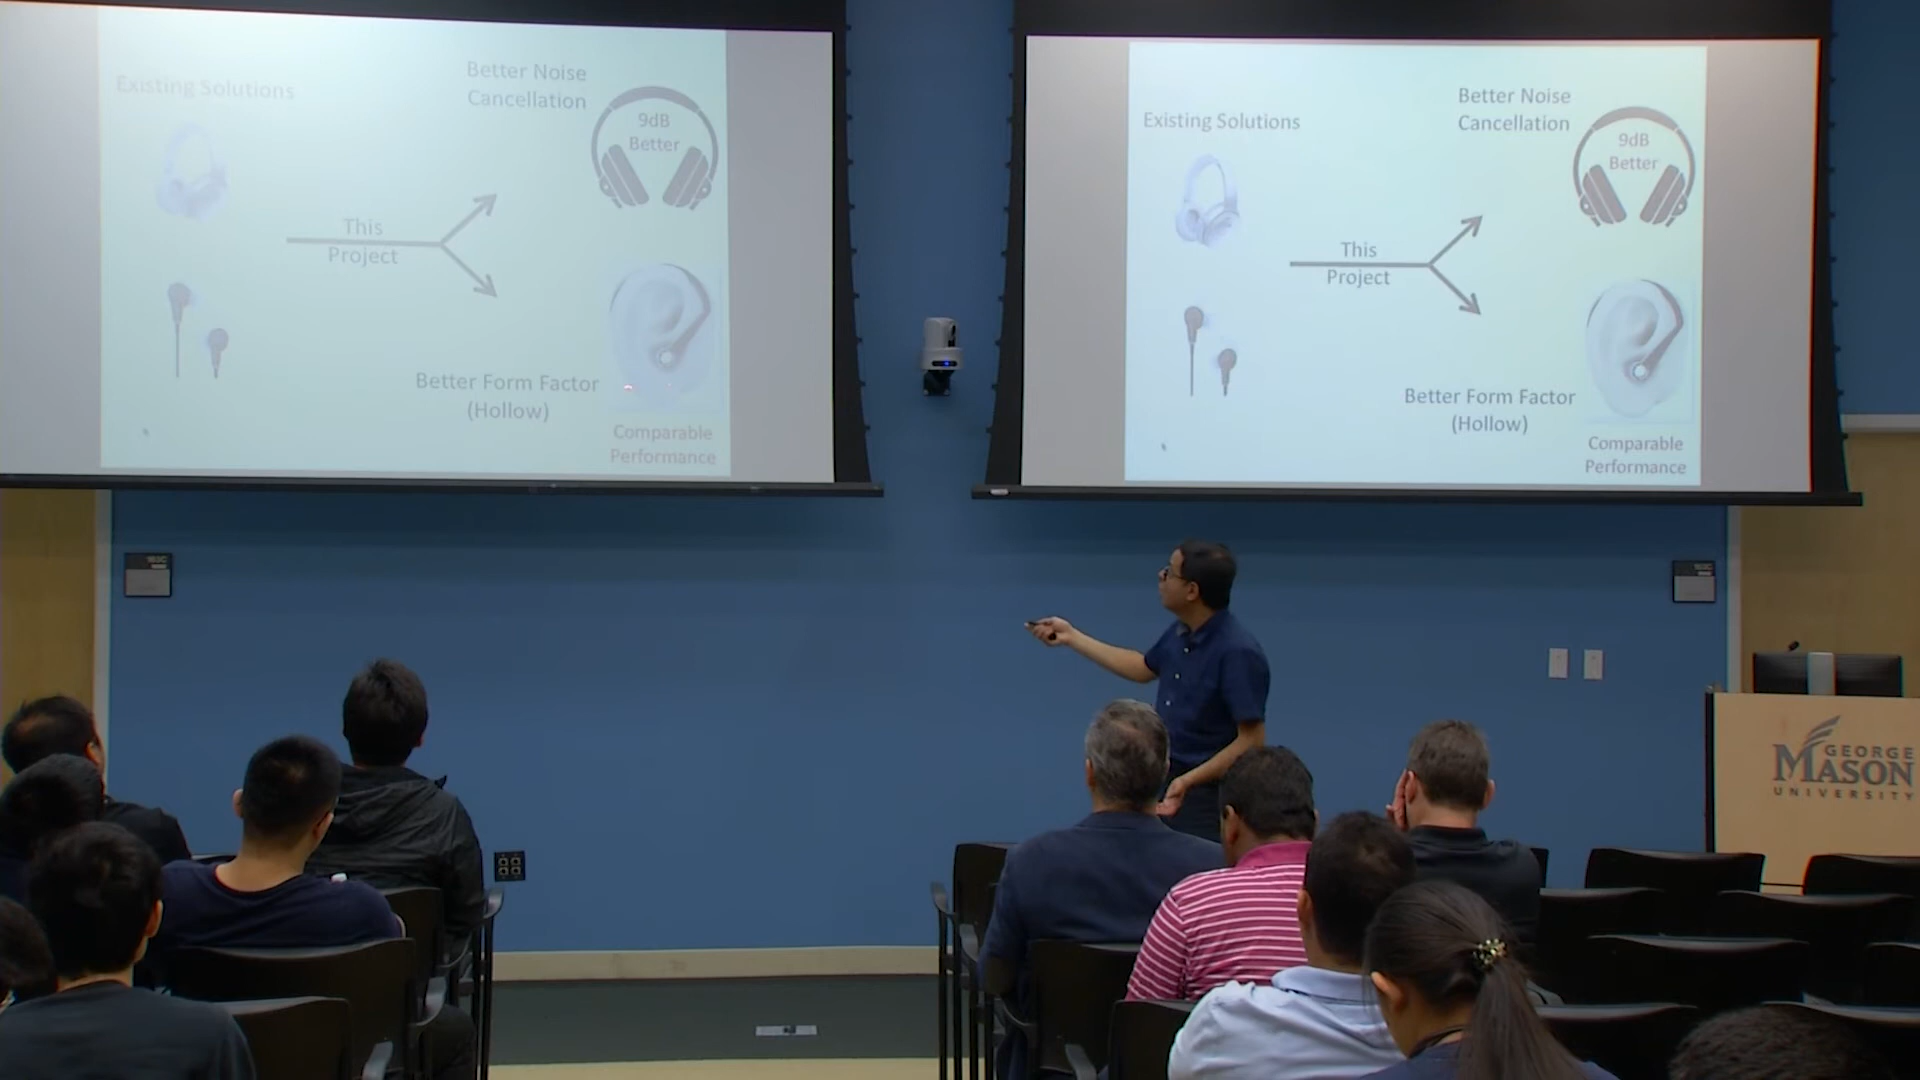 Existing Solutions
Better Noise
Cancellation
9dB
Better
This
Project
Better Form Factor
(Hollow)
Comparable
Performance
Existing Solutions
Better Noise
Cancellation
9dB
Better
This
Project
Better Form Factor
(Hollow)
Comparable
Performance
GEORGE
MASON
UNIVERSITY